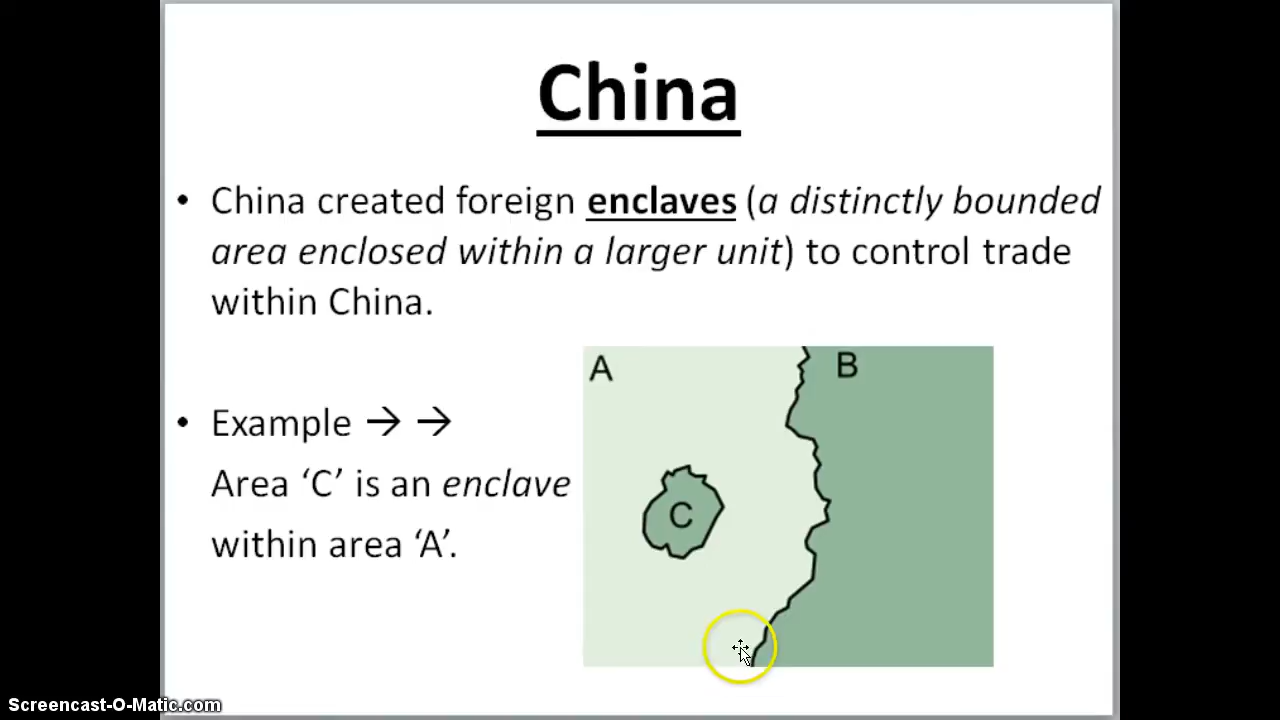 China
• China created foreign enclaves (a distinctly bounded
area enclosed within a larger unit) to control trade
within China.
A
B
• Example → →
Area ‘C’ is an enclave
within area ‘A’.
C
Screencast-O-Matic.com